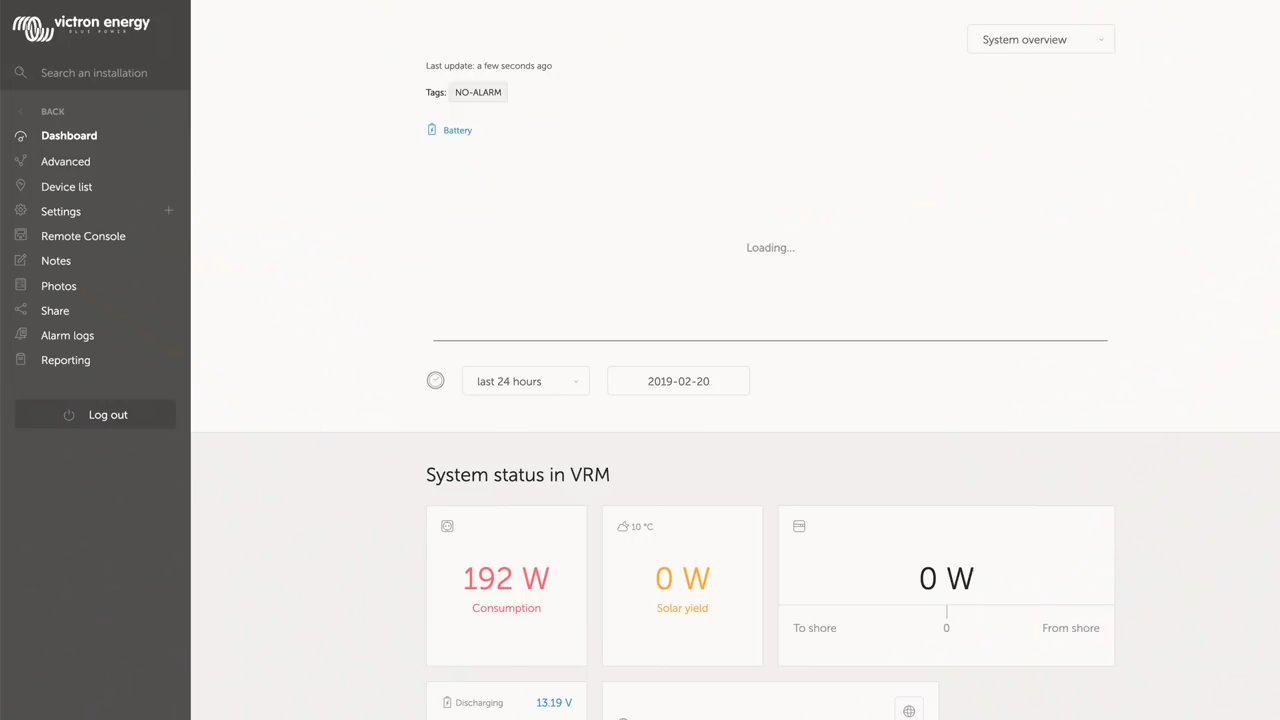 victron energy
BLUE POWER
Search an installation
BACK
Dashboard
Advanced
Device list
Settings
Remote Console
Notes
Photos
Share
Alarm logs
Reporting
Log out
System overview
Last update: a few seconds ago
Tags: NO-ALARM
Battery
Loading...
last 24 hours
2019-02-20
System status in VRM
192 W
Consumption
10 °C
0 W
Solar yield
0 W
To shore
0
From shore
Discharging
13.19 V